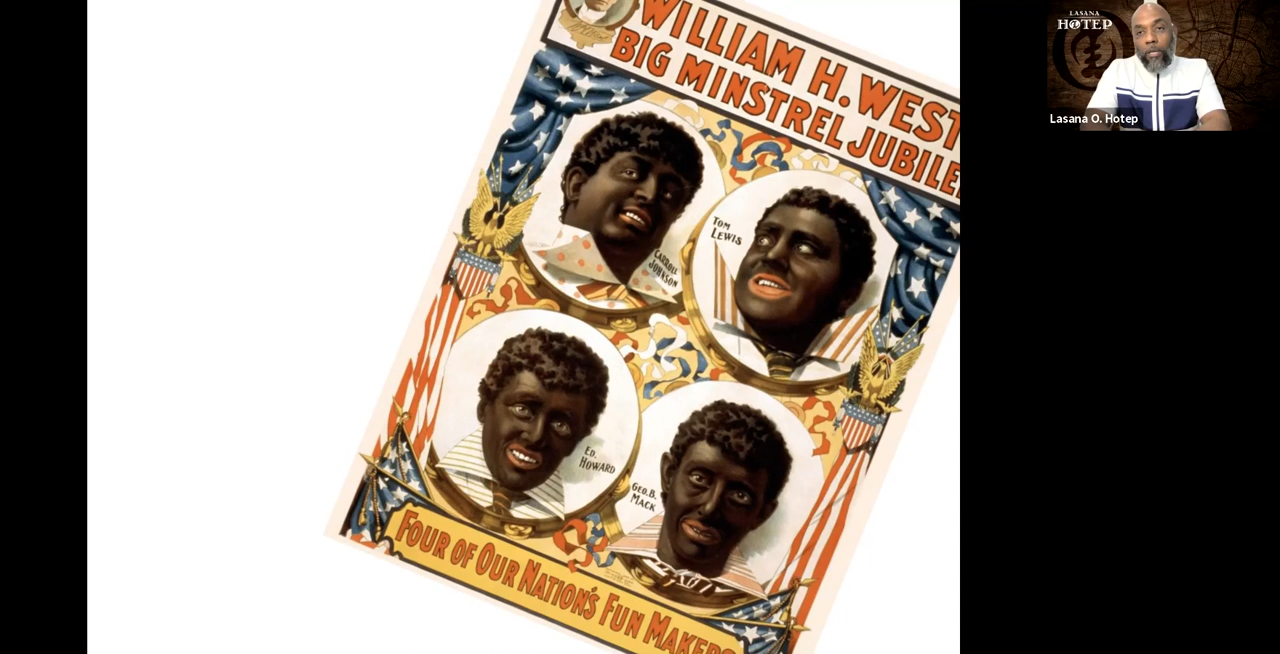 WILLIAM H. WEST
BIG MINSTREL JUBILE
CARROLL
JOHNSON
TOM
LEWIS
ED.
HOWARD
GEO.B.
MACK
FOUR OF OUR NATION'S FUN MAKERS
LASANA
HOTEP
Lasana O. Hotep